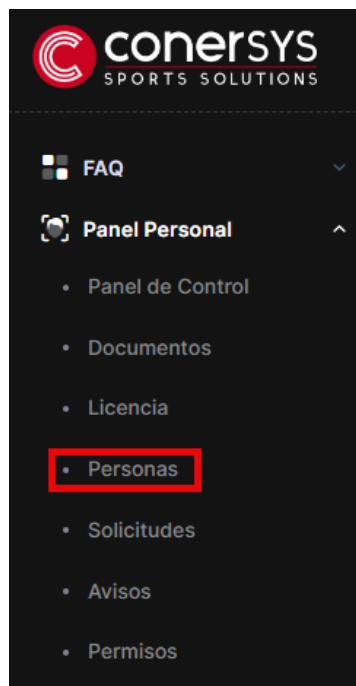 conersys
SPORTS SOLUTIONS
FAQ
Panel Personal
Panel de Control
Documentos
Licencia
Personas
Solicitudes
Avisos
Permisos